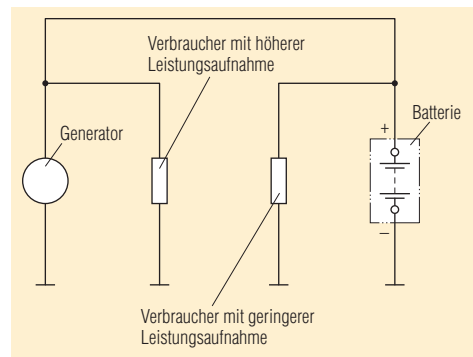 Verbraucher mit höherer
Leistungsaufnahme
Generator
Batterie
+
–
Verbraucher mit geringerer
Leistungsaufnahme